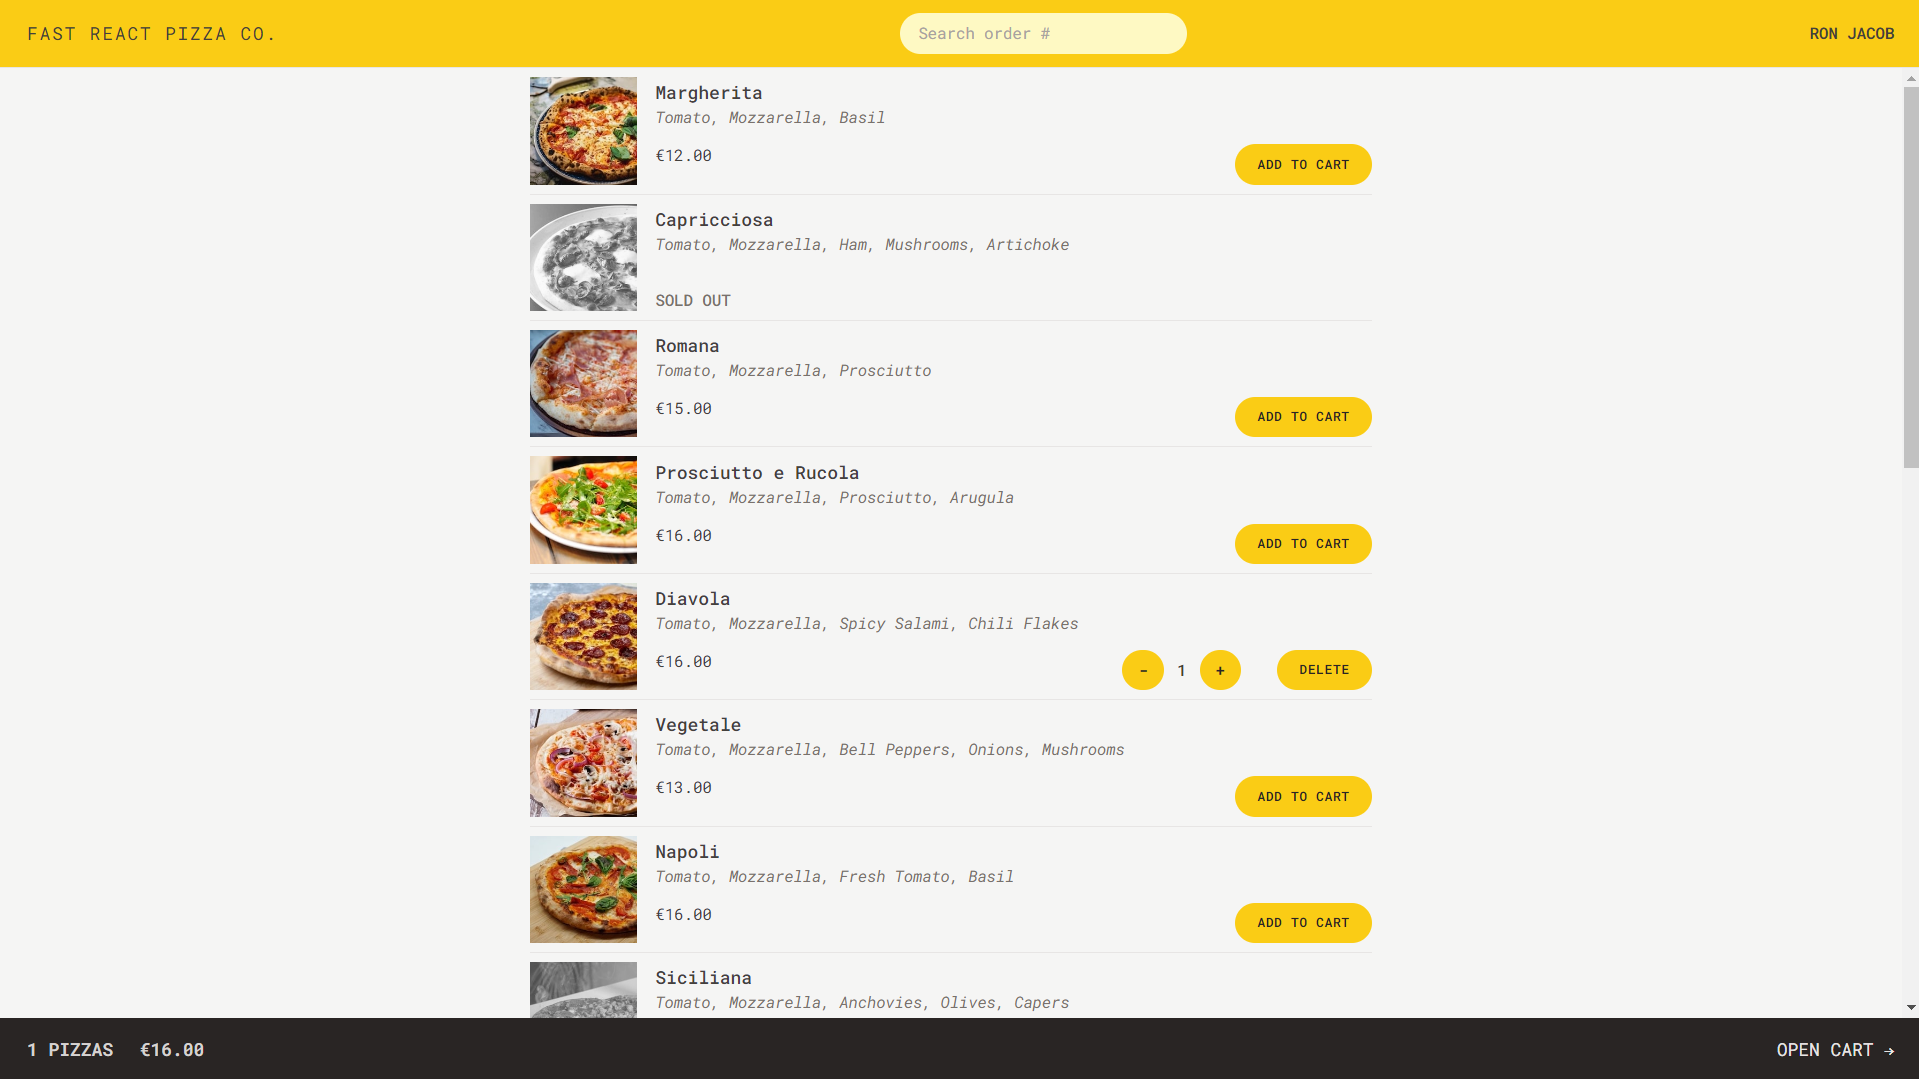 FAST REACT PIZZA CO.
Search order #
RON JACOB
Margherita
Tomato, Mozzarella, Basil
€12.00
ADD TO CART
Capricciosa
Tomato, Mozzarella, Ham, Mushrooms, Artichoke
SOLD OUT
Romana
Tomato, Mozzarella, Prosciutto
€15.00
ADD TO CART
Prosciutto e Rucola
Tomato, Mozzarella, Prosciutto, Arugula
€16.00
ADD TO CART
Diavola
Tomato, Mozzarella, Spicy Salami, Chili Flakes
€16.00
- 1 +
DELETE
Vegetale
Tomato, Mozzarella, Bell Peppers, Onions, Mushrooms
€13.00
ADD TO CART
Napoli
Tomato, Mozzarella, Fresh Tomato, Basil
€16.00
ADD TO CART
Siciliana
Tomato, Mozzarella, Anchovies, Olives, Capers
1 PIZZAS €16.00
OPEN CART →